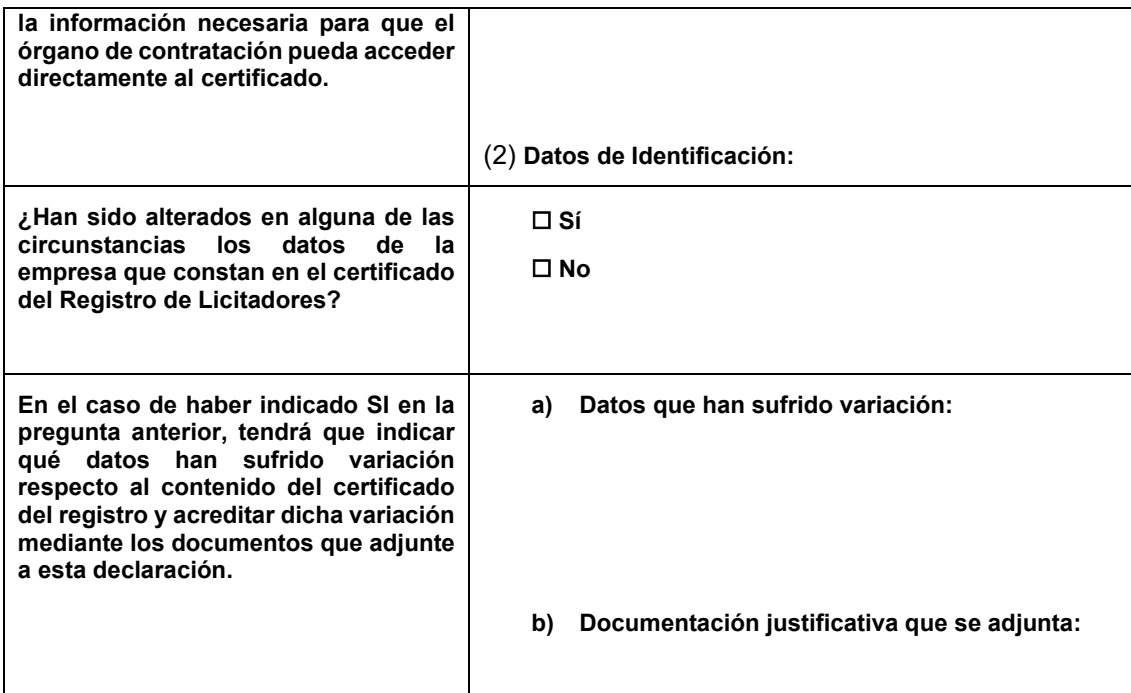 la información necesaria para que el
órgano de contratación pueda acceder
directamente al certificado.
(2) Datos de Identificación:
¿Han sido alterados en alguna de las
circunstancias los datos de la
empresa que constan en el certificado
del Registro de Licitadores?
☐ Sí
☐ No
En el caso de haber indicado SI en la
pregunta anterior, tendrá que indicar
qué datos han sufrido variación
respecto al contenido del certificado
del registro y acreditar dicha variación
mediante los documentos que adjunte
a esta declaración.
a) Datos que han sufrido variación:
b) Documentación justificativa que se adjunta: